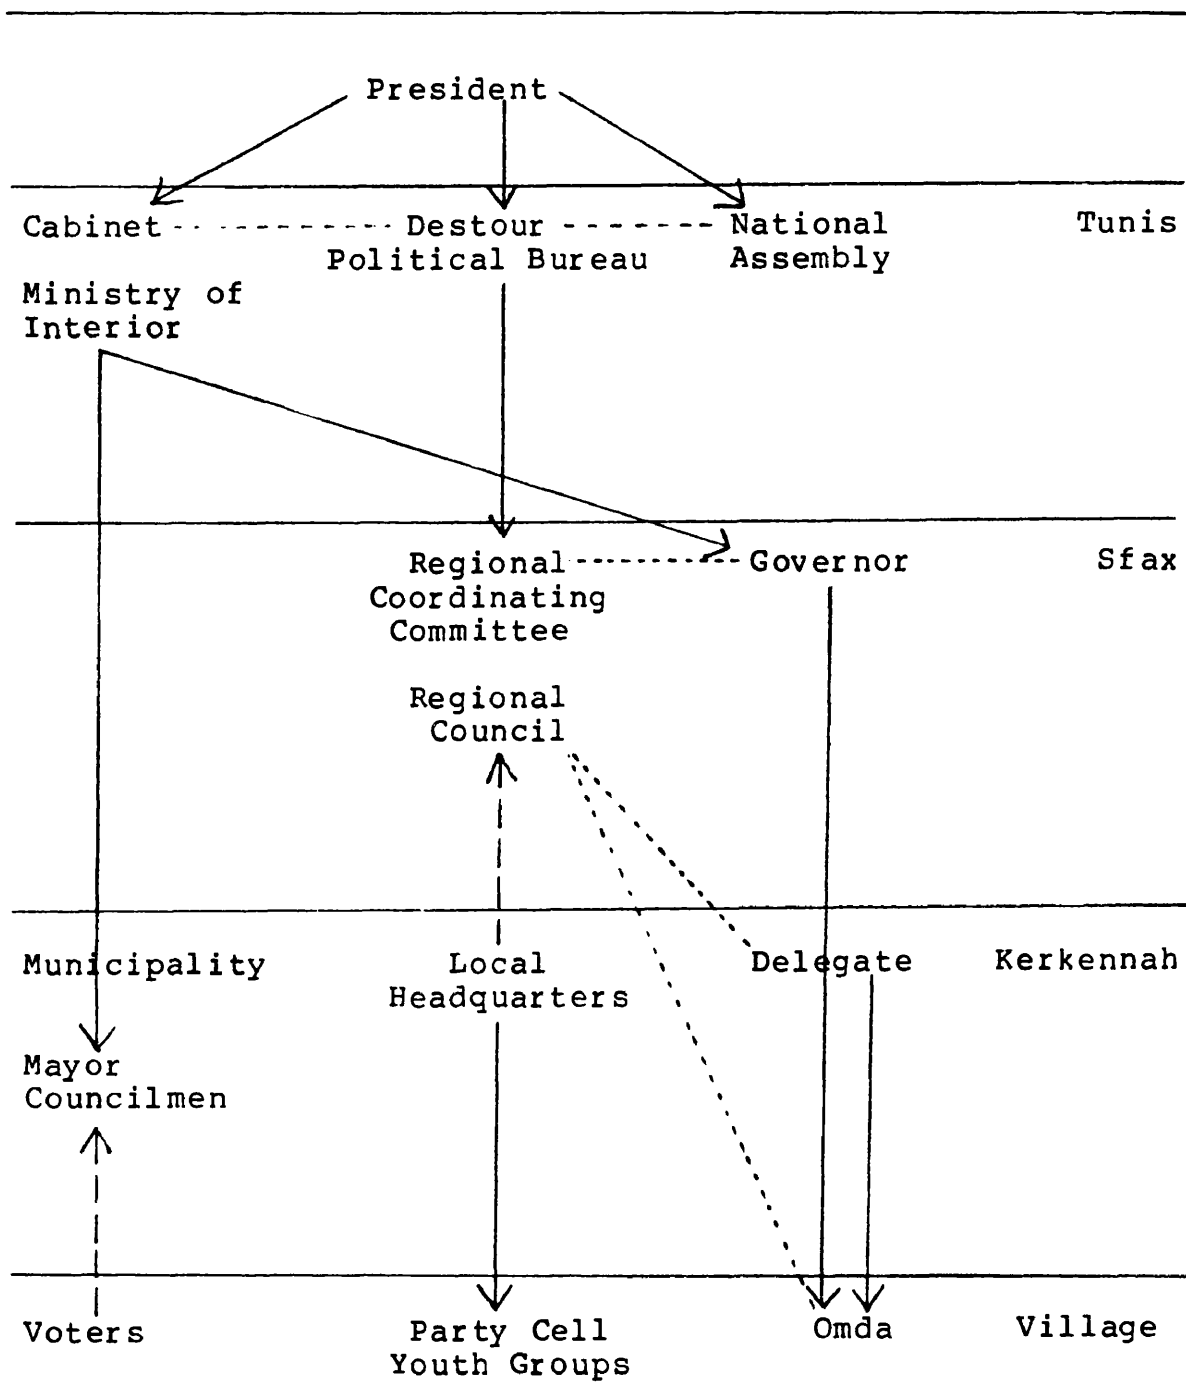 President
Cabinet Destour National Tunis
Political Bureau Assembly
Ministry of
Interior
Regional Governor Sfax
Coordinating
Committee
Regional
Council
Municipality Local Delegate Kerkennah
Headquarters
Mayor
Councilmen
Voters Party Cell Omda Village
Youth Groups